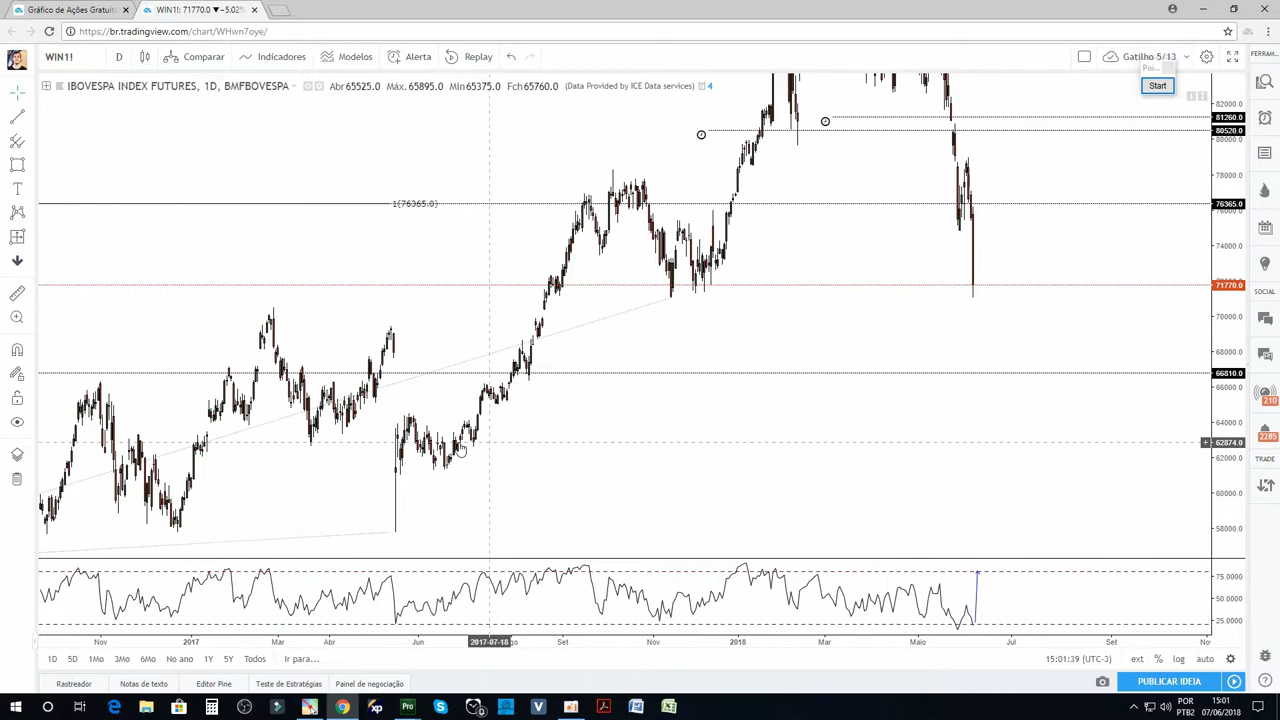 Gráfico de Ações Gratuit
WIN1!: 71770.0 ▼ −5.02%
https://br.tradingview.com/chart/WHwn7oye/
WIN1!
D
Comparar
Indicadores
Modelos
Alerta
Replay
Gatilho 5/13
FERRAM
Poi...
Start
IBOVESPA INDEX FUTURES, 1D, BMFBOVESPA
Abr 65525.0
Máx. 65895.0
Mín 65375.0
Fch 65760.0
(Data Provided by ICE Data services)
4
82000.0
81260.0
80520.0
80000.0
78000.0
1(76365.0)
76365.0
76000.0
74000.0
71770.0
70000.0
68000.0
66810.0
66000.0
64000.0
62874.0
62000.0
60000.0
58000.0
75.0000
50.0000
25.0000
SOCIAL
210
2285
TRADE
Nov
2017
Mar
Abr
Jun
2017-07-18
Set
Nov
2018
Mar
Maio
Jul
Set
1D
5D
1Mo
3Mo
6Mo
No ano
1Y
5Y
Todos
Ir para...
15:01:39 (UTC-3)
ext
%
log
auto
Rastreador
Notas de texto
Editor Pine
Teste de Estratégias
Painel de negociação
PUBLICAR IDEIA
POR
PTB2
15:01
07/06/2018